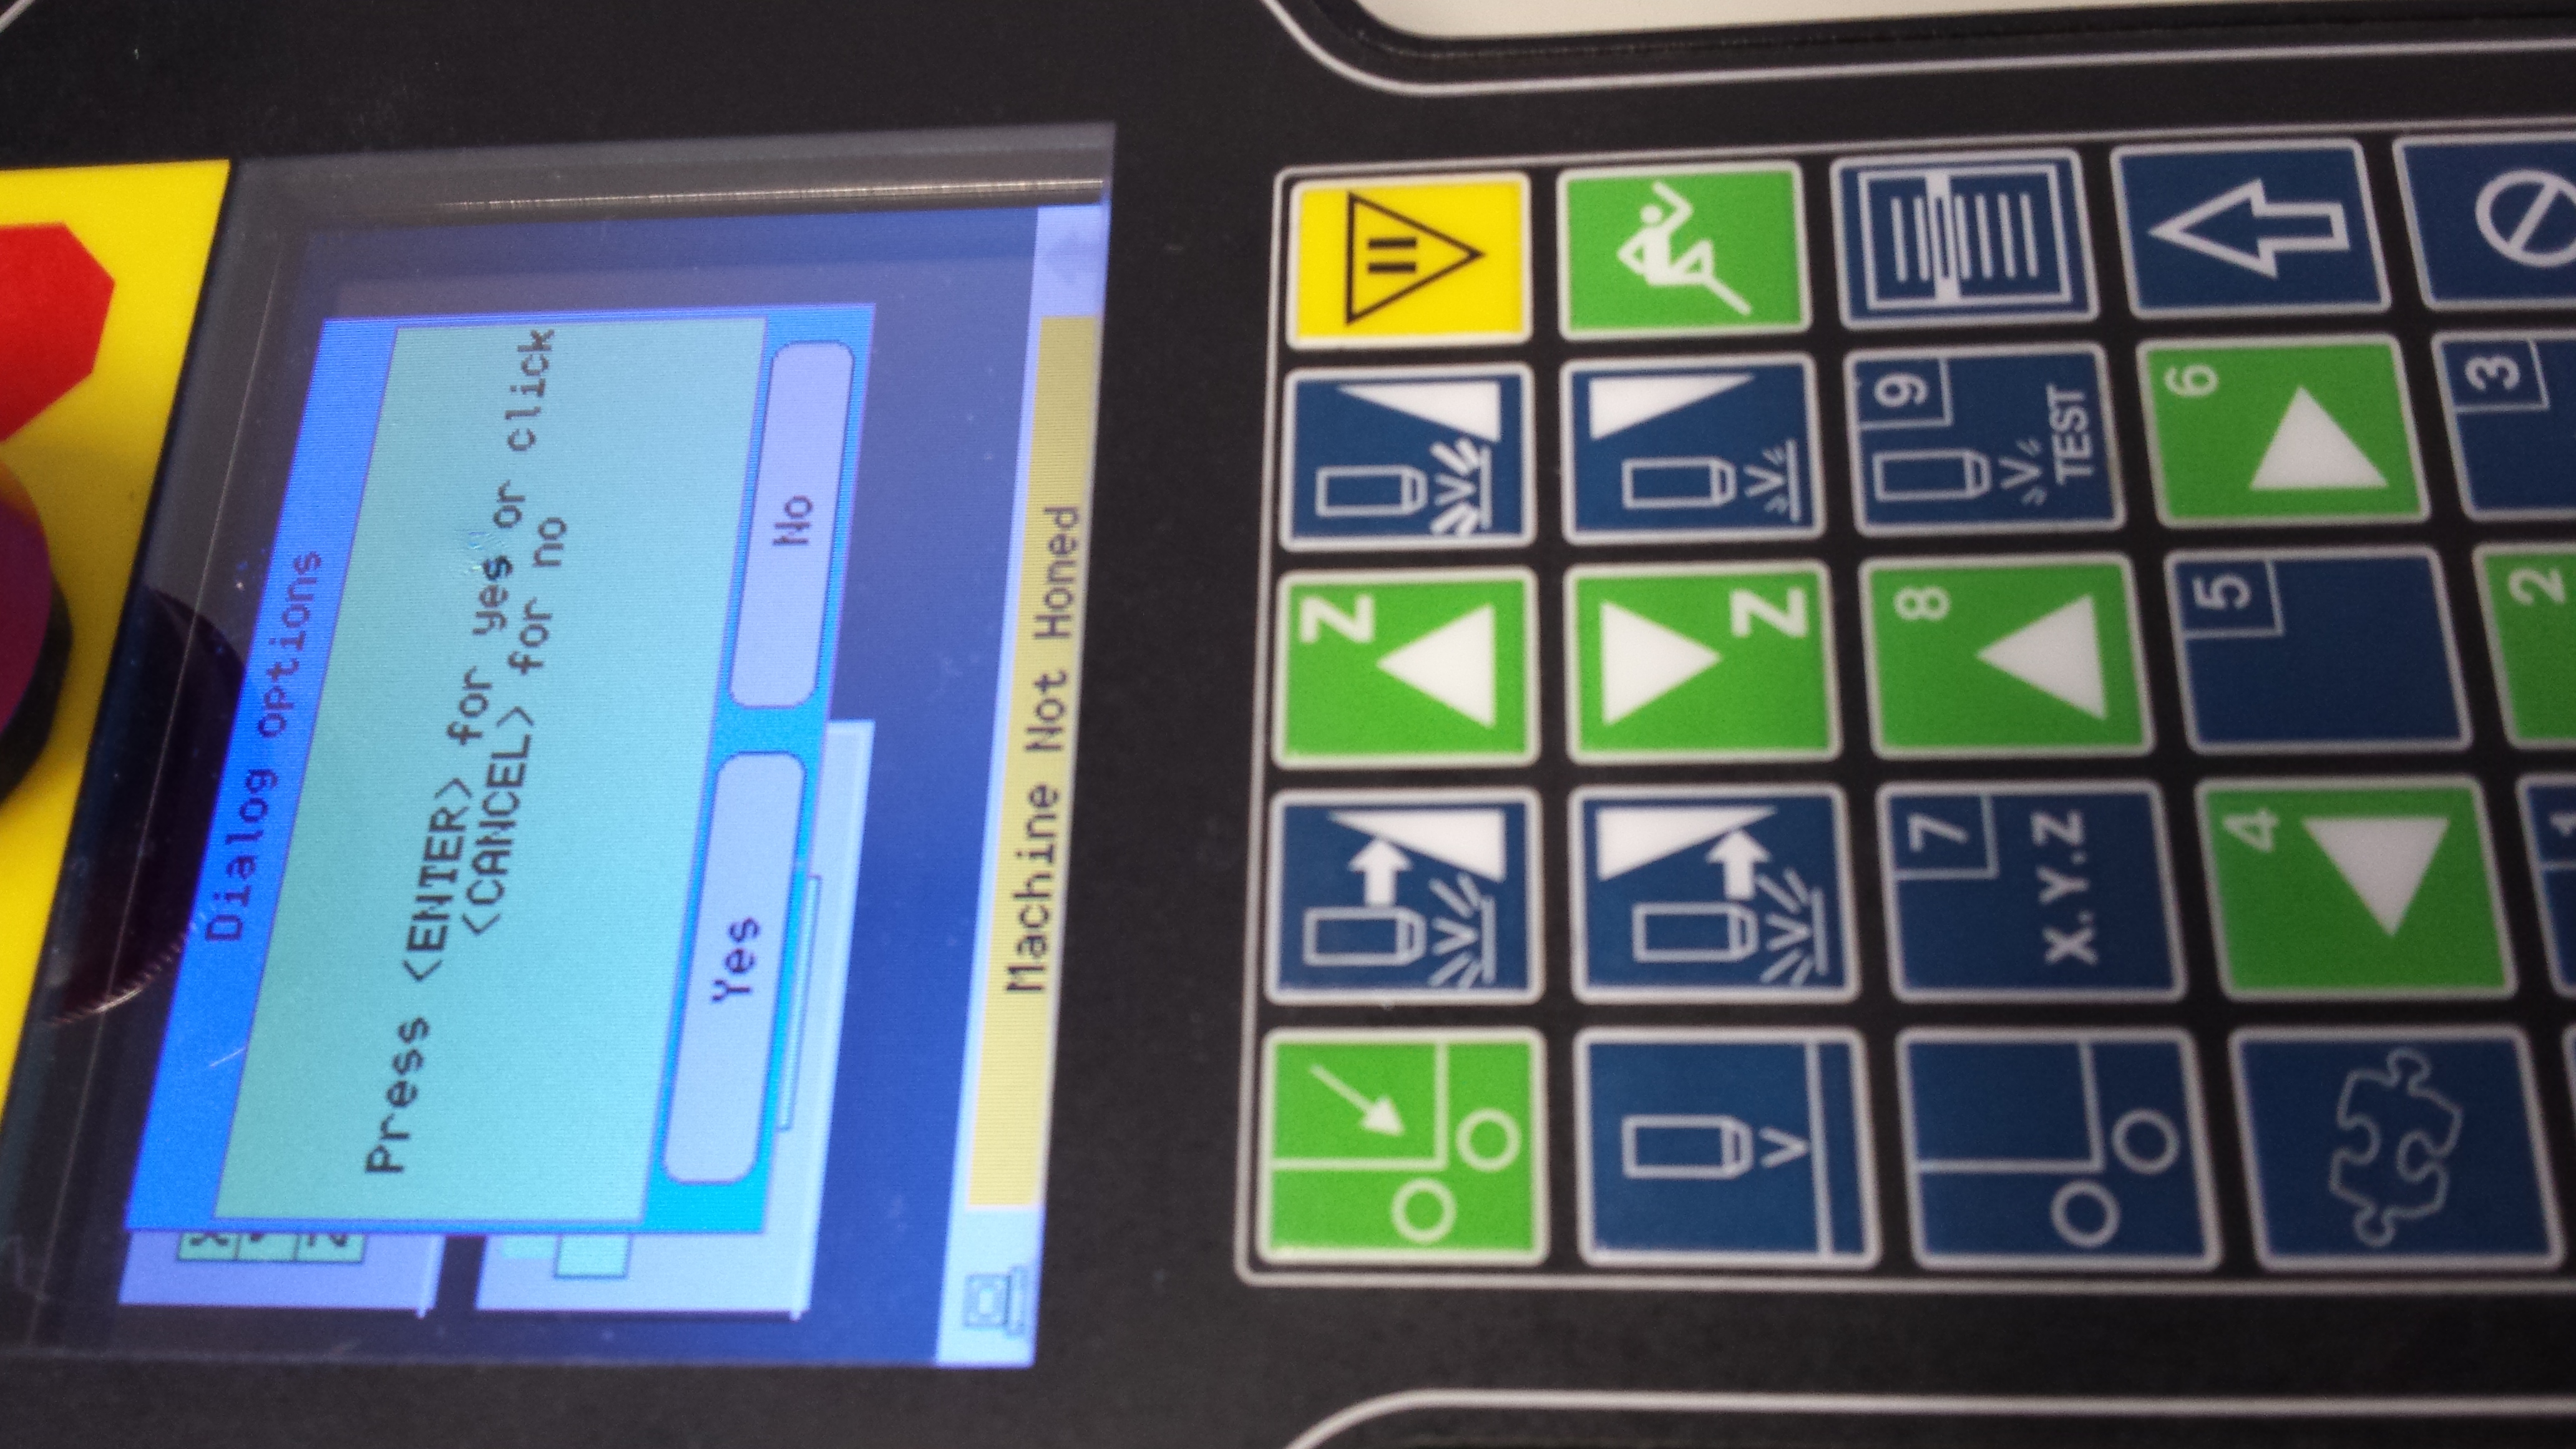 Dialog options
Press <ENTER> for yes or click
<CANCEL> for no
Yes No
Machine Not Honed
Z
Z
7 8 9
X.Y.Z TEST
4 5 6
1 2 3